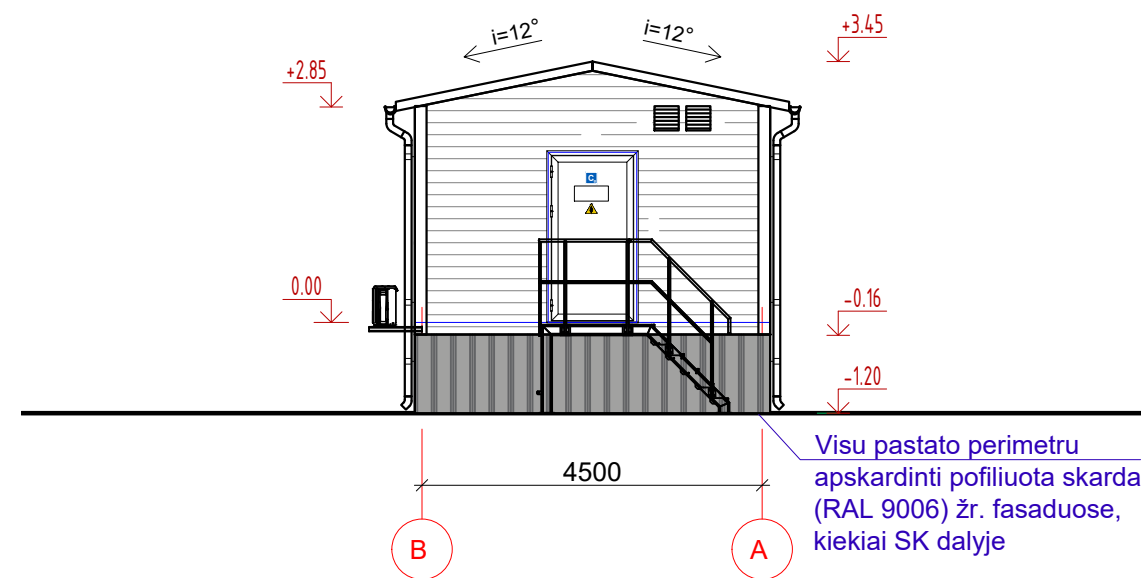 i=12°
i=12°
+3.45
+2.85
0.00
-0.16
-1.20
Visu pastato perimetru
apskardinti pofiliuota skarda
(RAL 9006) žr. fasaduose,
kiekiai SK dalyje
4500
B
A